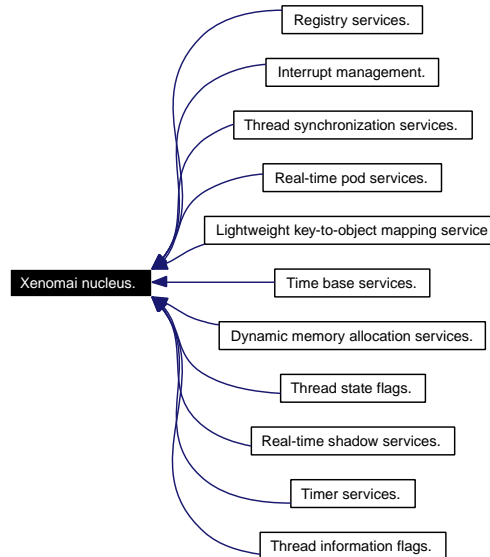 Registry services.
Interrupt management.
Thread synchronization services.
Real-time pod services.
Lightweight key-to-object mapping service
Xenomai nucleus.
Time base services.
Dynamic memory allocation services.
Thread state flags.
Real-time shadow services.
Timer services.
Thread information flags.